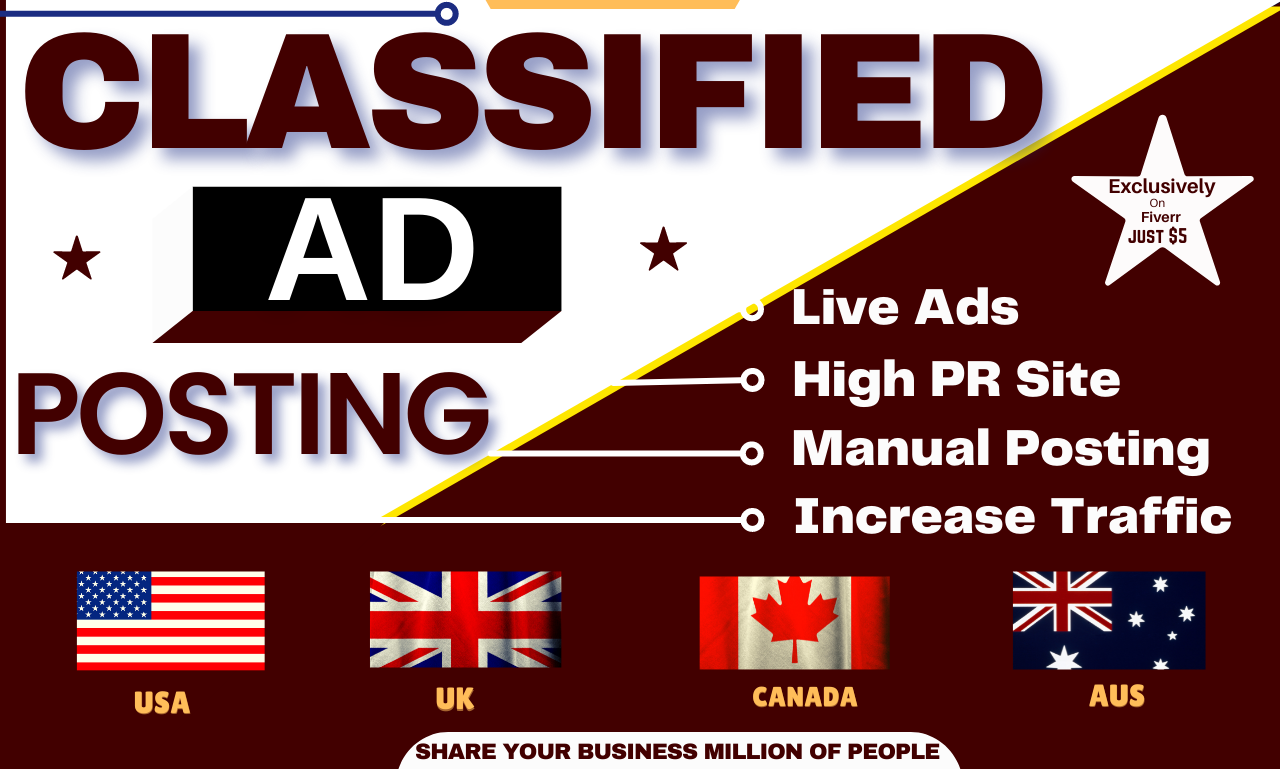 CLASSIFIED
AD
POSTING
Exclusively
On
Fiverr
JUST $5
Live Ads
High PR Site
Manual Posting
Increase Traffic
USA
UK
CANADA
AUS
SHARE YOUR BUSINESS MILLION OF PEOPLE